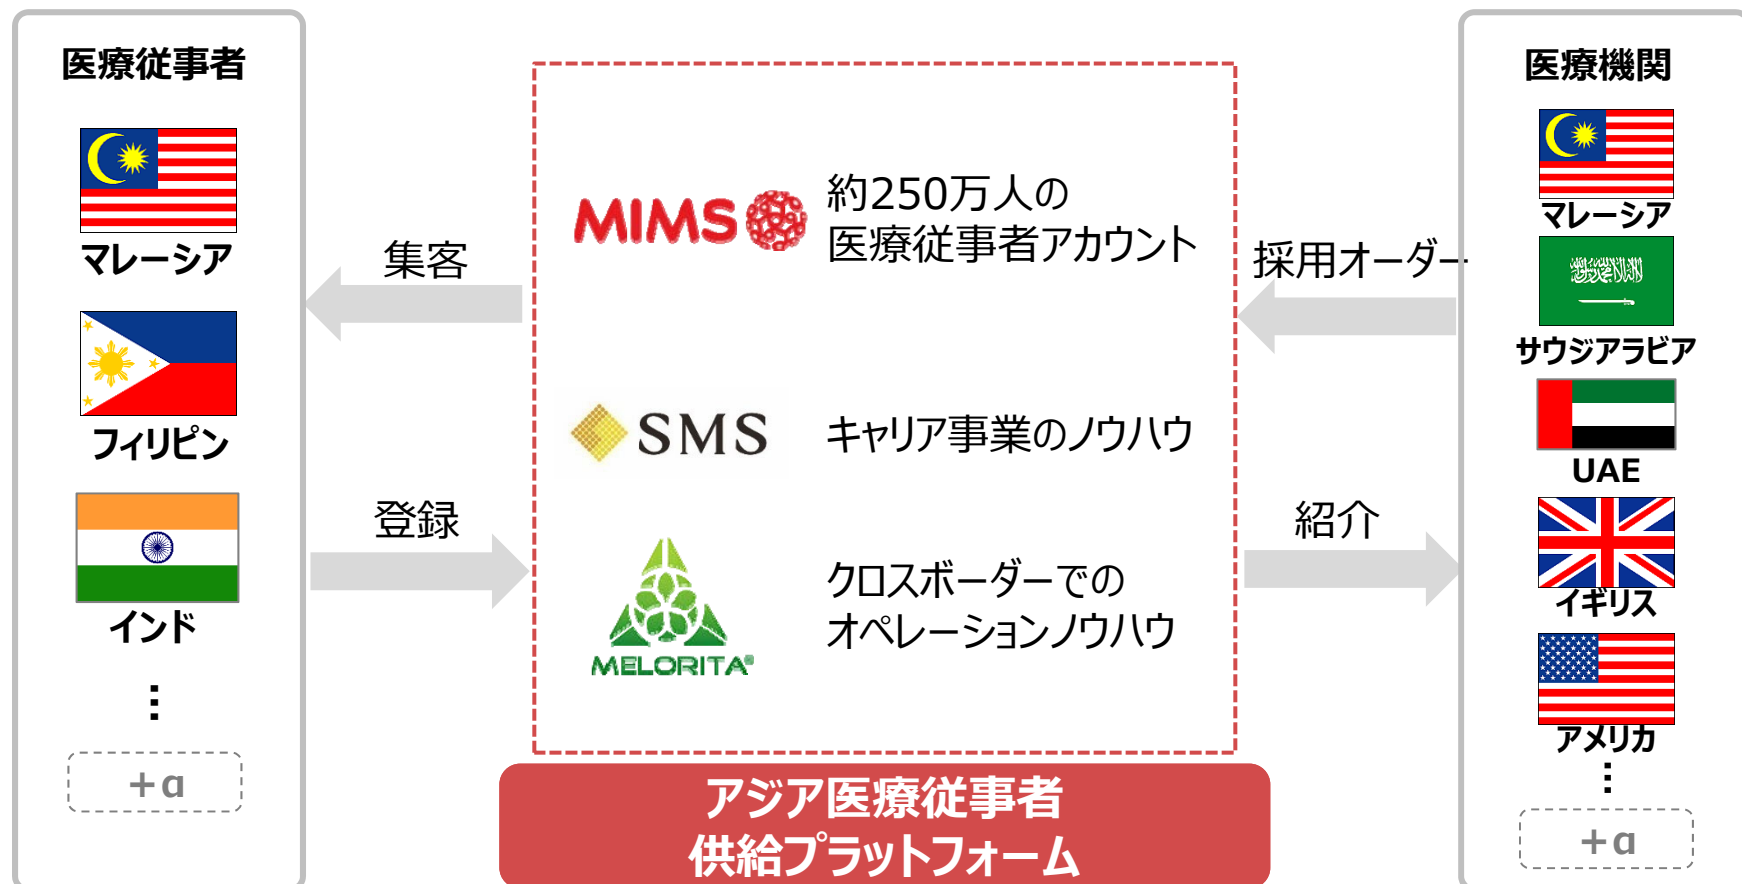 医療従事者
マレーシア
フィリピン
インド
⋮
+α
集客
登録
MIMS
約250万人の
医療従事者アカウント
SMS
キャリア事業のノウハウ
MELORITA®
クロスボーダーでの
オペレーションノウハウ
アジア医療従事者
供給プラットフォーム
採用オーダー
紹介
医療機関
マレーシア
サウジアラビア
UAE
イギリス
アメリカ
⋮
+α